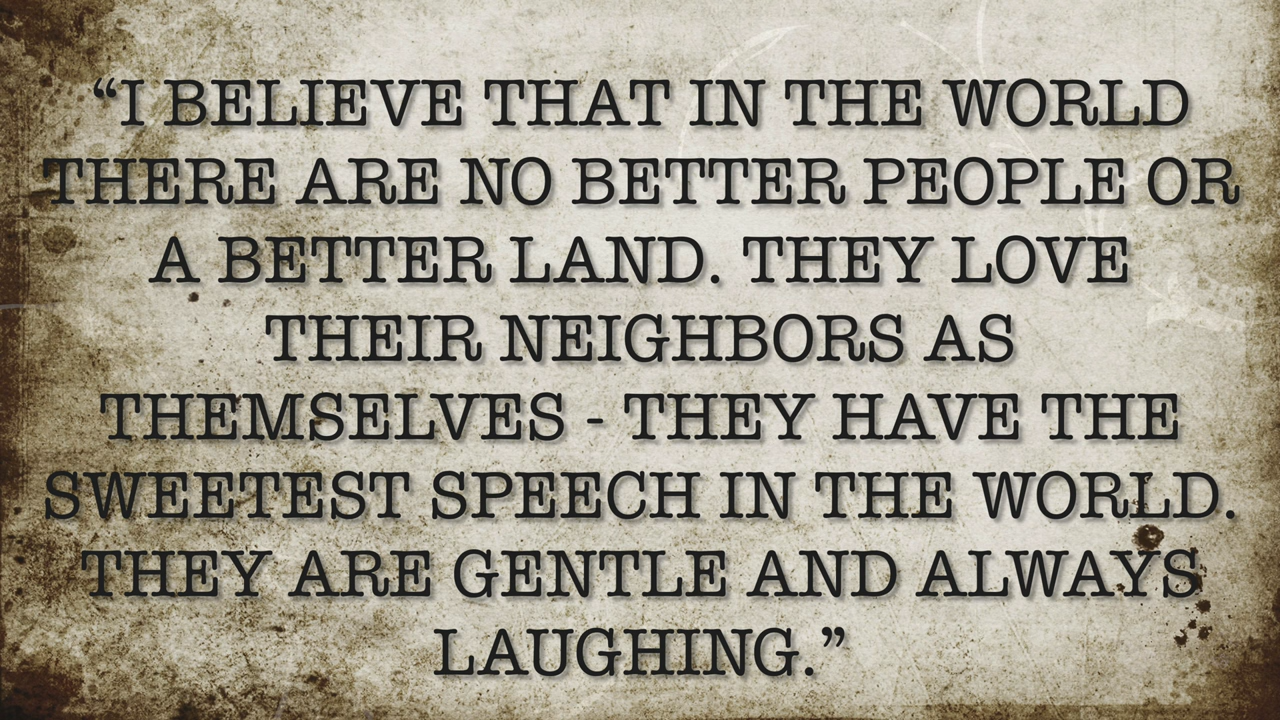 “I BELIEVE THAT IN THE WORLD
THERE ARE NO BETTER PEOPLE OR
A BETTER LAND. THEY LOVE
THEIR NEIGHBORS AS
THEMSELVES - THEY HAVE THE
SWEETEST SPEECH IN THE WORLD.
THEY ARE GENTLE AND ALWAYS
LAUGHING.”